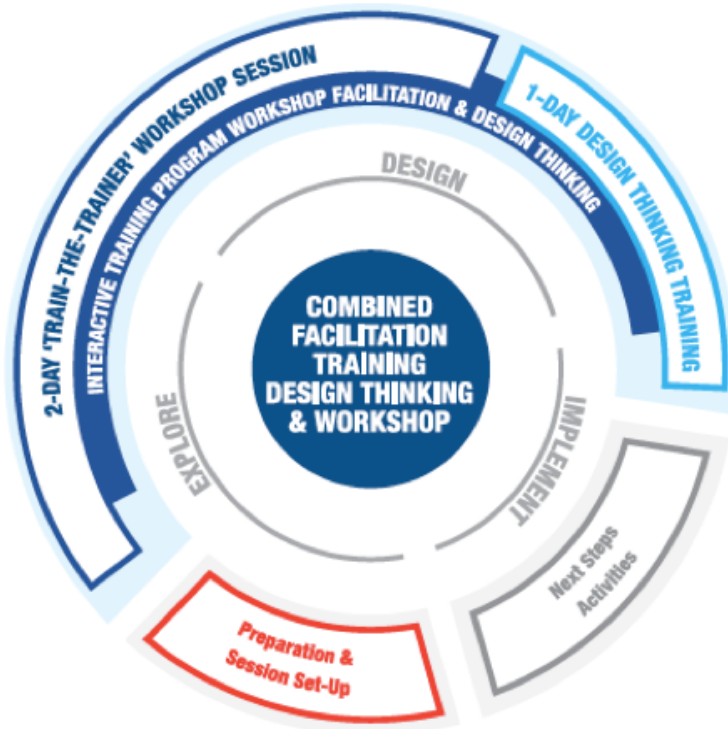 2-DAY 'TRAIN-THE-TRAINER' WORKSHOP SESSION
1-DAY DESIGN THINKING TRAINING
INTERACTIVE TRAINING PROGRAM WORKSHOP FACILITATION & DESIGN THINKING
DESIGN
COMBINED
FACILITATION
TRAINING
DESIGN THINKING
& WORKSHOP
EXPLORE
IMPLEMENT
Next Steps
Activities
Preparation &
Session Set-Up